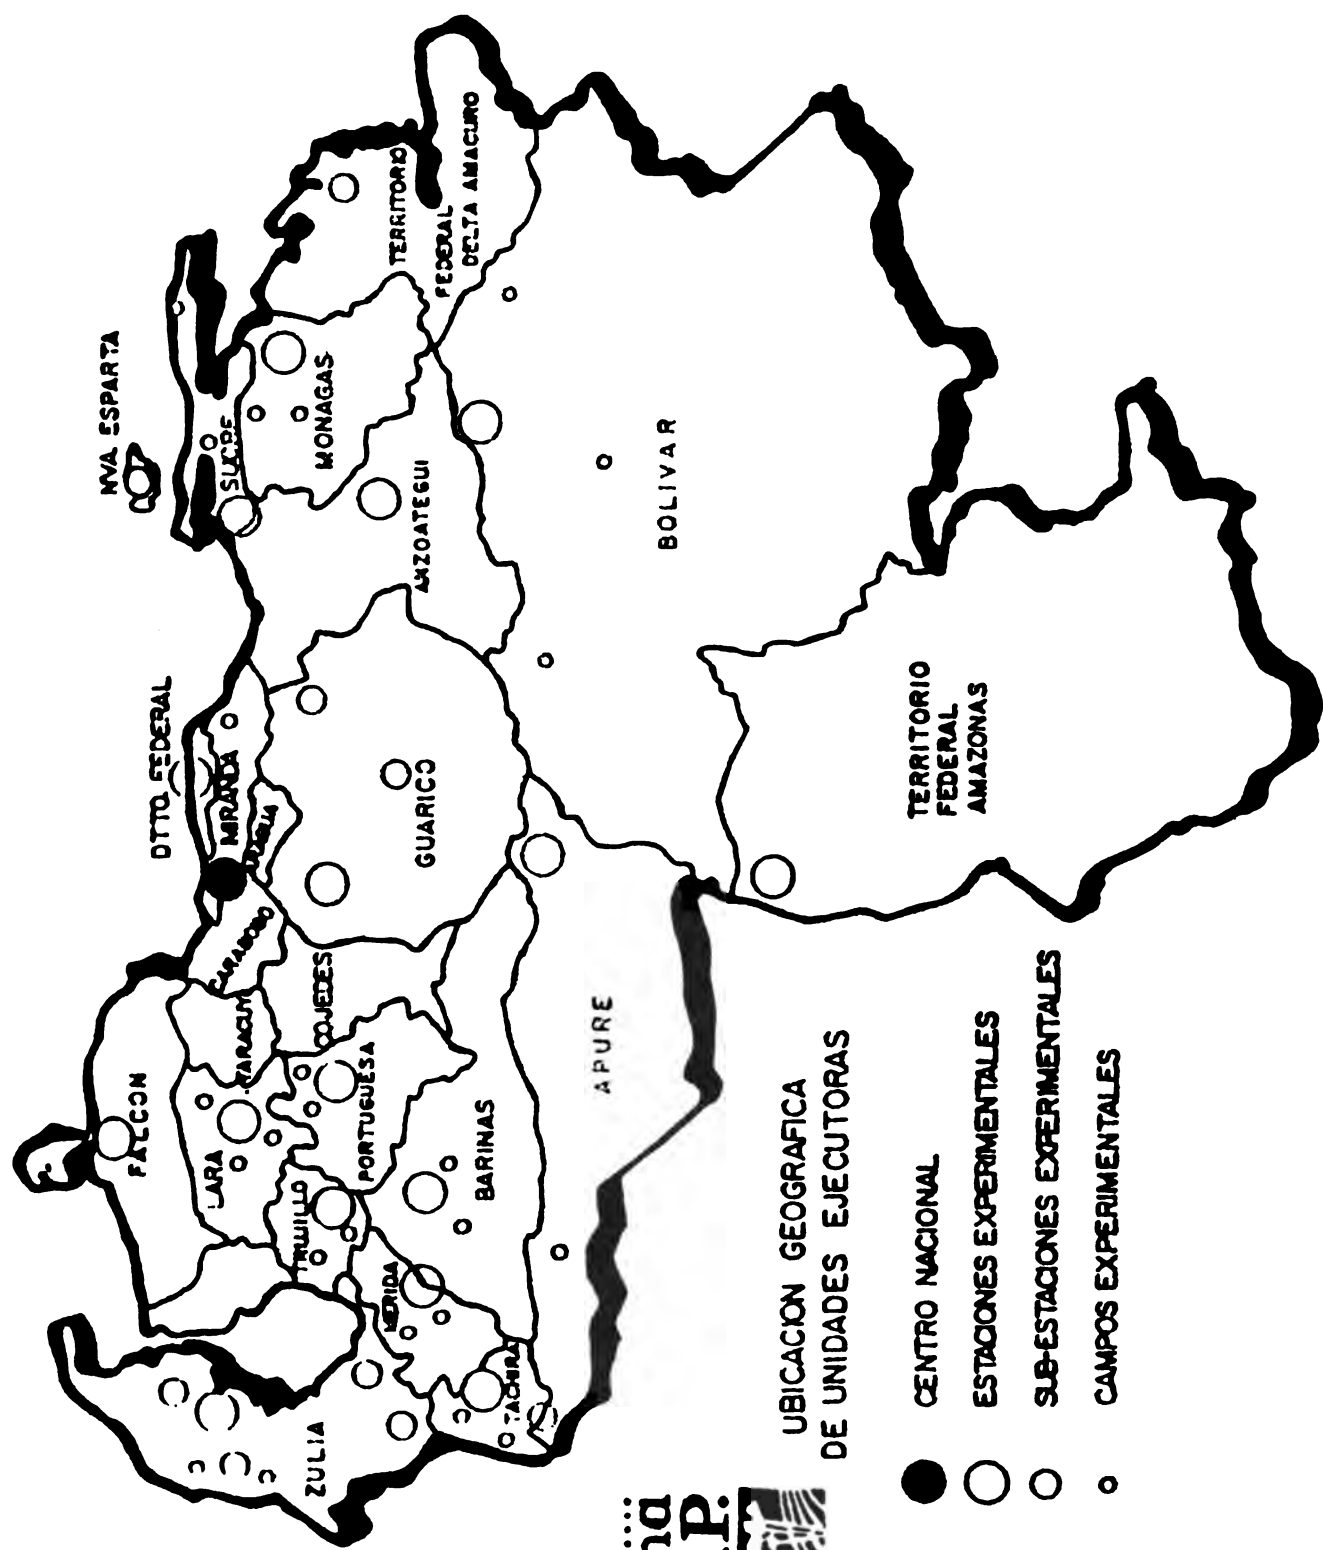 NVA. ESPARTA
DTTO. FEDERAL
SUCRE
MIRANDA
ARAGUA
CARABOBO
YARACUY
FALCON
LARA
COJEDES
TRUJILLO
PORTUGUESA
MERIDA
TACHIRA
ZULIA
BARINAS
APURE
GUARICO
ANZOATEGUI
MONAGAS
TERRITORIO
FEDERAL
DELTA AMACURO
BOLIVAR
TERRITORIO
FEDERAL
AMAZONAS
UBICACION GEOGRAFICA
DE UNIDADES EJECUTORAS
CENTRO NACIONAL
ESTACIONES EXPERIMENTALES
SUB-ESTACIONES EXPERIMENTALES
CAMPOS EXPERIMENTALES